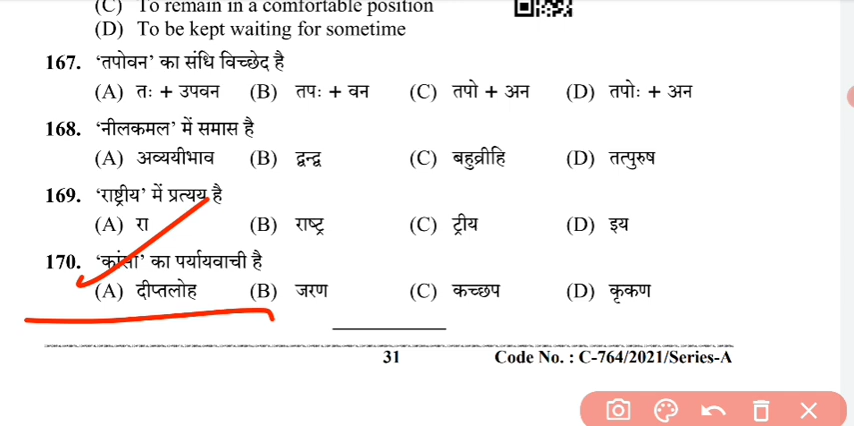 (C) To remain in a comfortable position
(D) To be kept waiting for sometime
167. ‘तपोवन’ का संधि विच्छेद है
(A) तः + उपवन (B) तपः + वन (C) तपो + अन (D) तपोः + अन
168. ‘नीलकमल’ में समास है
(A) अव्ययीभाव (B) द्वन्द्व (C) बहुव्रीहि (D) तत्पुरुष
169. ‘राष्ट्रीय’ में प्रत्यय है
(A) रा (B) राष्ट्र (C) ट्रीय (D) इय
170. ‘कांसा’ का पर्यायवाची है
(A) दीप्तलोह (B) जरण (C) कच्छप (D) कृकण
31 Code No. : C-764/2021/Series-A